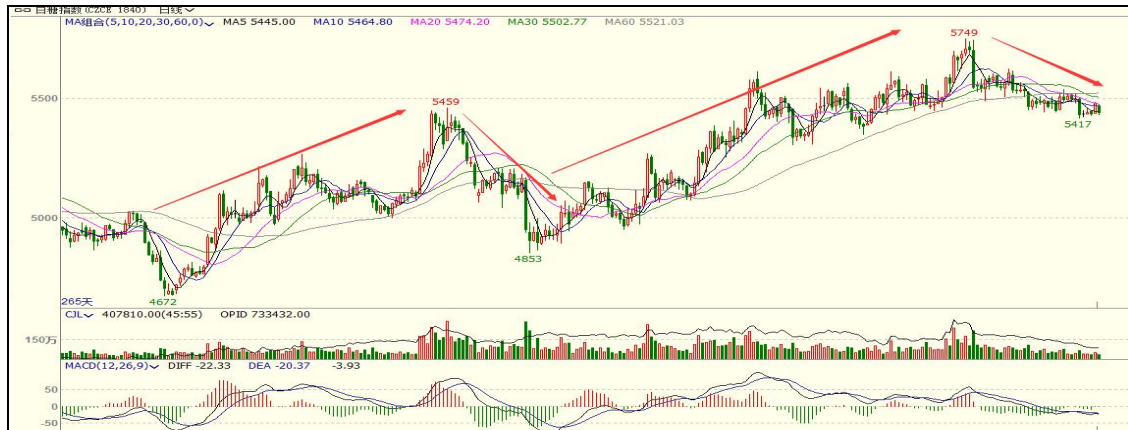 白糖指数(CZCE 1840) 日线
MA组合(5,10,20,30,60,0) MA5 5445.00 MA10 5464.80 MA20 5474.20 MA30 5502.77 MA60 5521.03
5749
5500
5459
5417
5000
4853
4672
265天
CJL 407810.00(45:55) OPID 733432.00
150万
MACD(12,26,9) DIFF -22.33 DEA -20.37 -3.93
50
0
-50